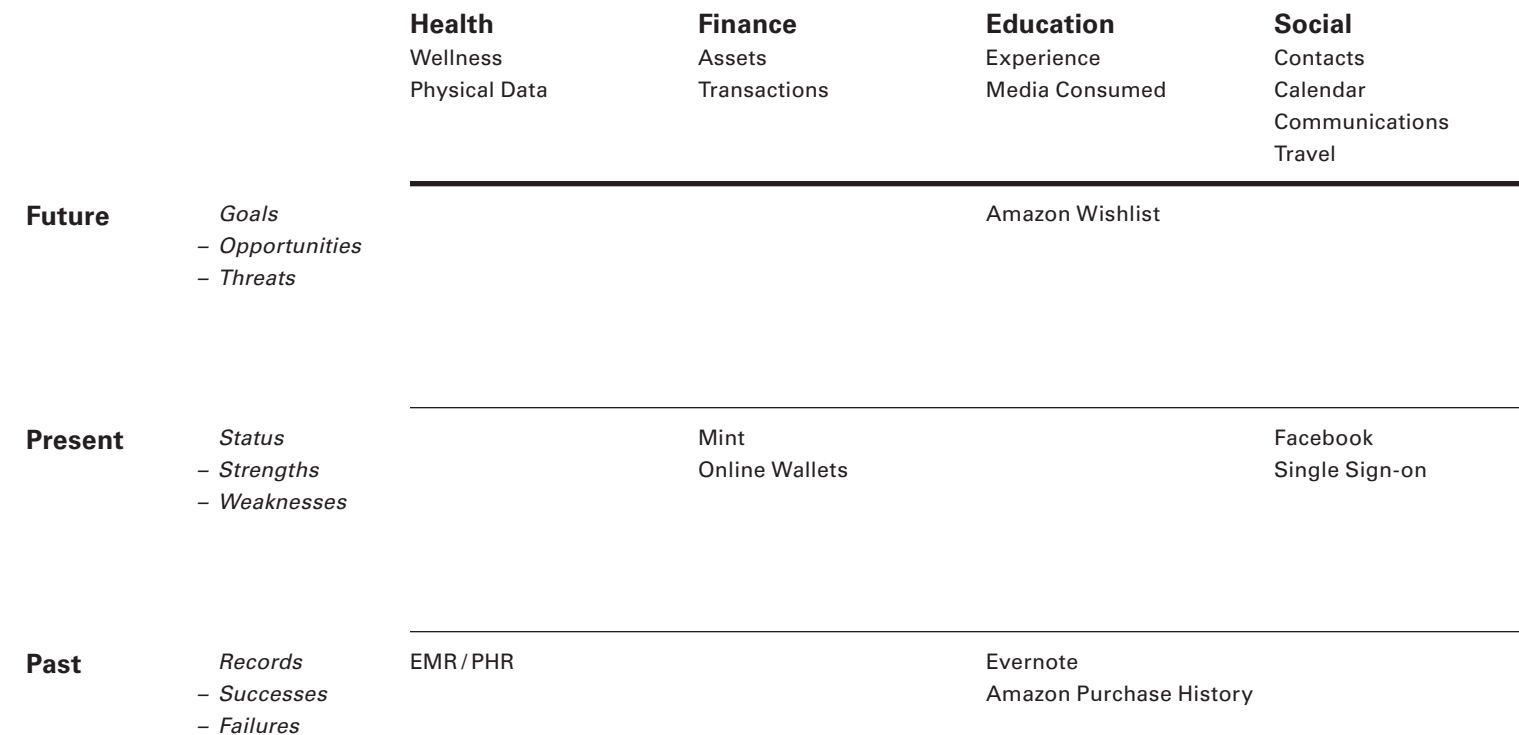 Health Finance Education Social
Wellness Assets Experience Contacts
Physical Data Transactions Media Consumed Calendar
Communications
Travel
Future Goals Amazon Wishlist
– Opportunities
– Threats
Present Status Mint Facebook
– Strengths Online Wallets Single Sign-on
– Weaknesses
Past Records EMR / PHR Evernote
– Successes Amazon Purchase History
– Failures